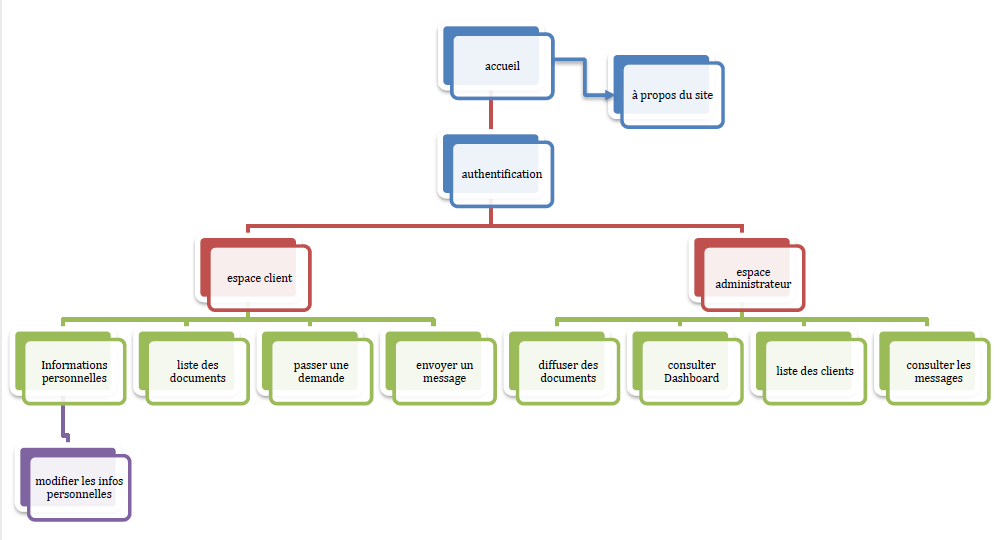 accueil
à propos du site
authentification
espace client
espace
administrateur
Informations
personnelles
liste des
documents
passer une
demande
envoyer un
message
diffuser des
documents
consulter
Dashboard
liste des clients
consulter les
messages
modifier les infos
personnelles